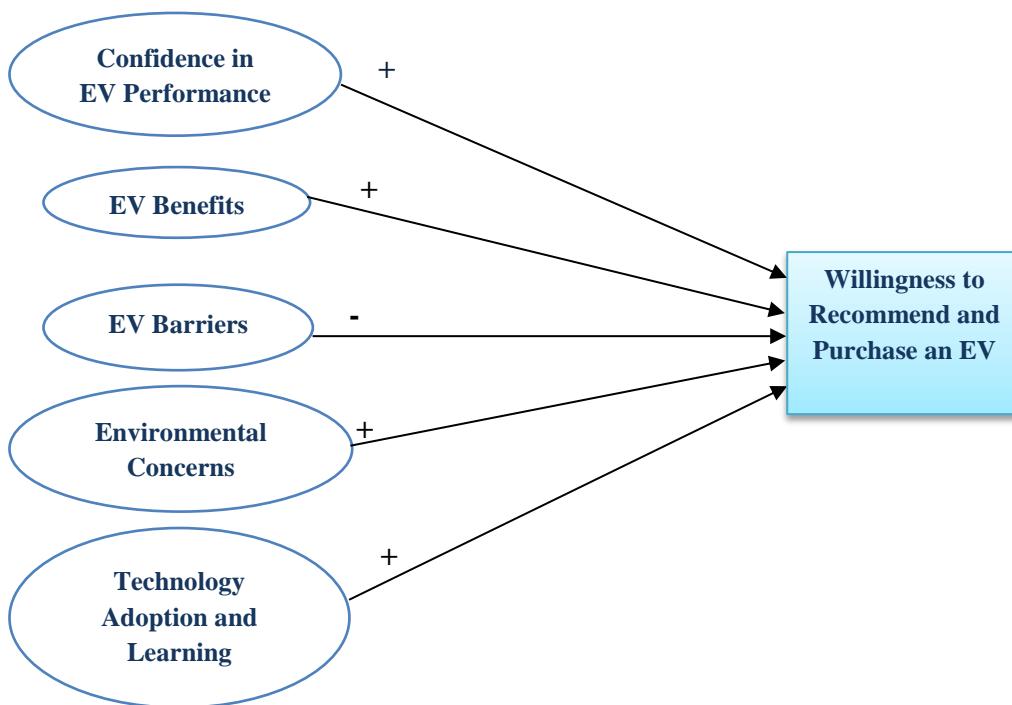 Confidence in
EV Performance
+
EV Benefits
+
EV Barriers
-
Environmental
Concerns
+
Technology
Adoption and
Learning
+
Willingness to
Recommend and
Purchase an EV